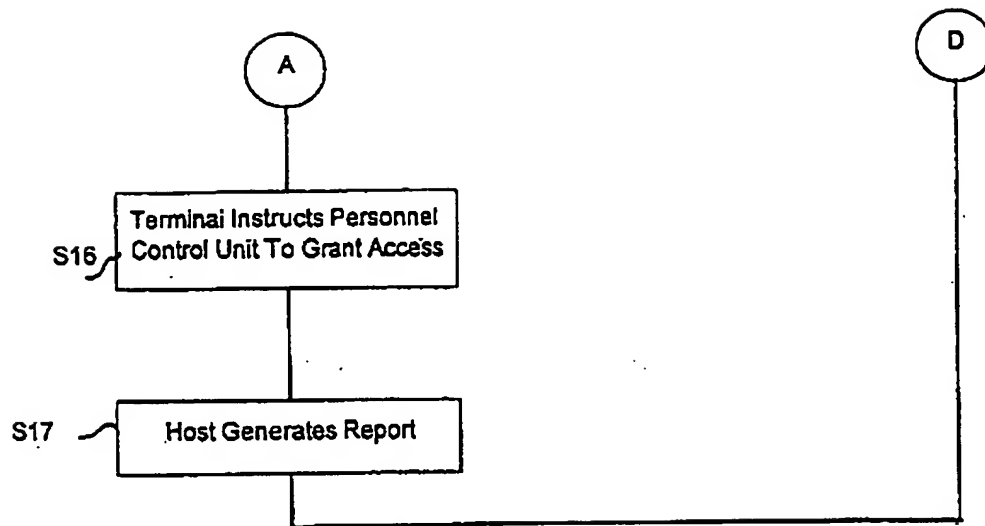 A
D
Terminal Instructs Personnel
Control Unit To Grant Access
S16
S17
Host Generates Report